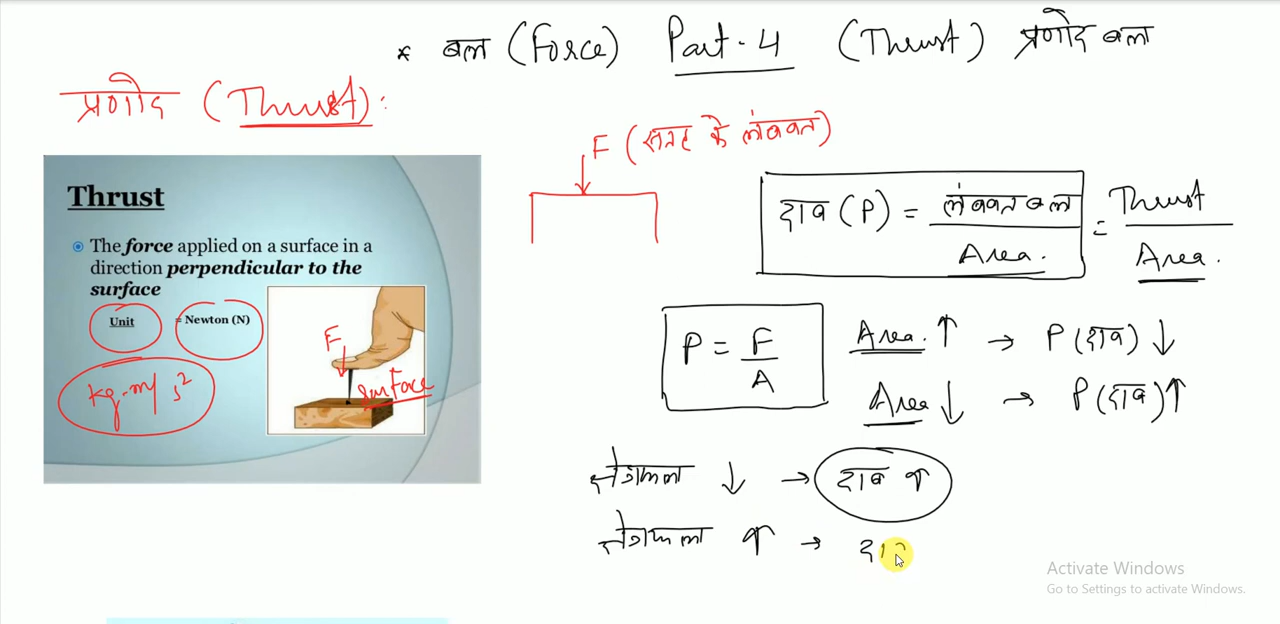 * बल (Force) Part-4 (Thrust) प्रणोद बल
प्रणोद (Thrust):
F (सतह के लंबवत)
Thrust
The force applied on a surface in a
direction perpendicular to the
surface
Unit = Newton (N)
kg-m/s²
F
surface
दाब (P) = लंबवत बल / Area. = Thrust / Area.
P = F / A
Area. ↑ → P (दाब) ↓
Area ↓ → P (दाब) ↑
क्षेत्रफल ↓ → दाब ↑
क्षेत्रफल ↑ → दा
Activate Windows
Go to Settings to activate Windows.